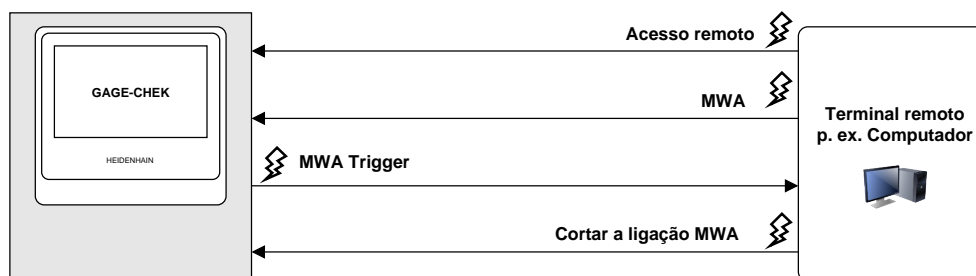 Acesso remoto
GAGE-CHEK
MWA
Terminal remoto
p. ex. Computador
HEIDENHAIN
MWA Trigger
Cortar a ligação MWA